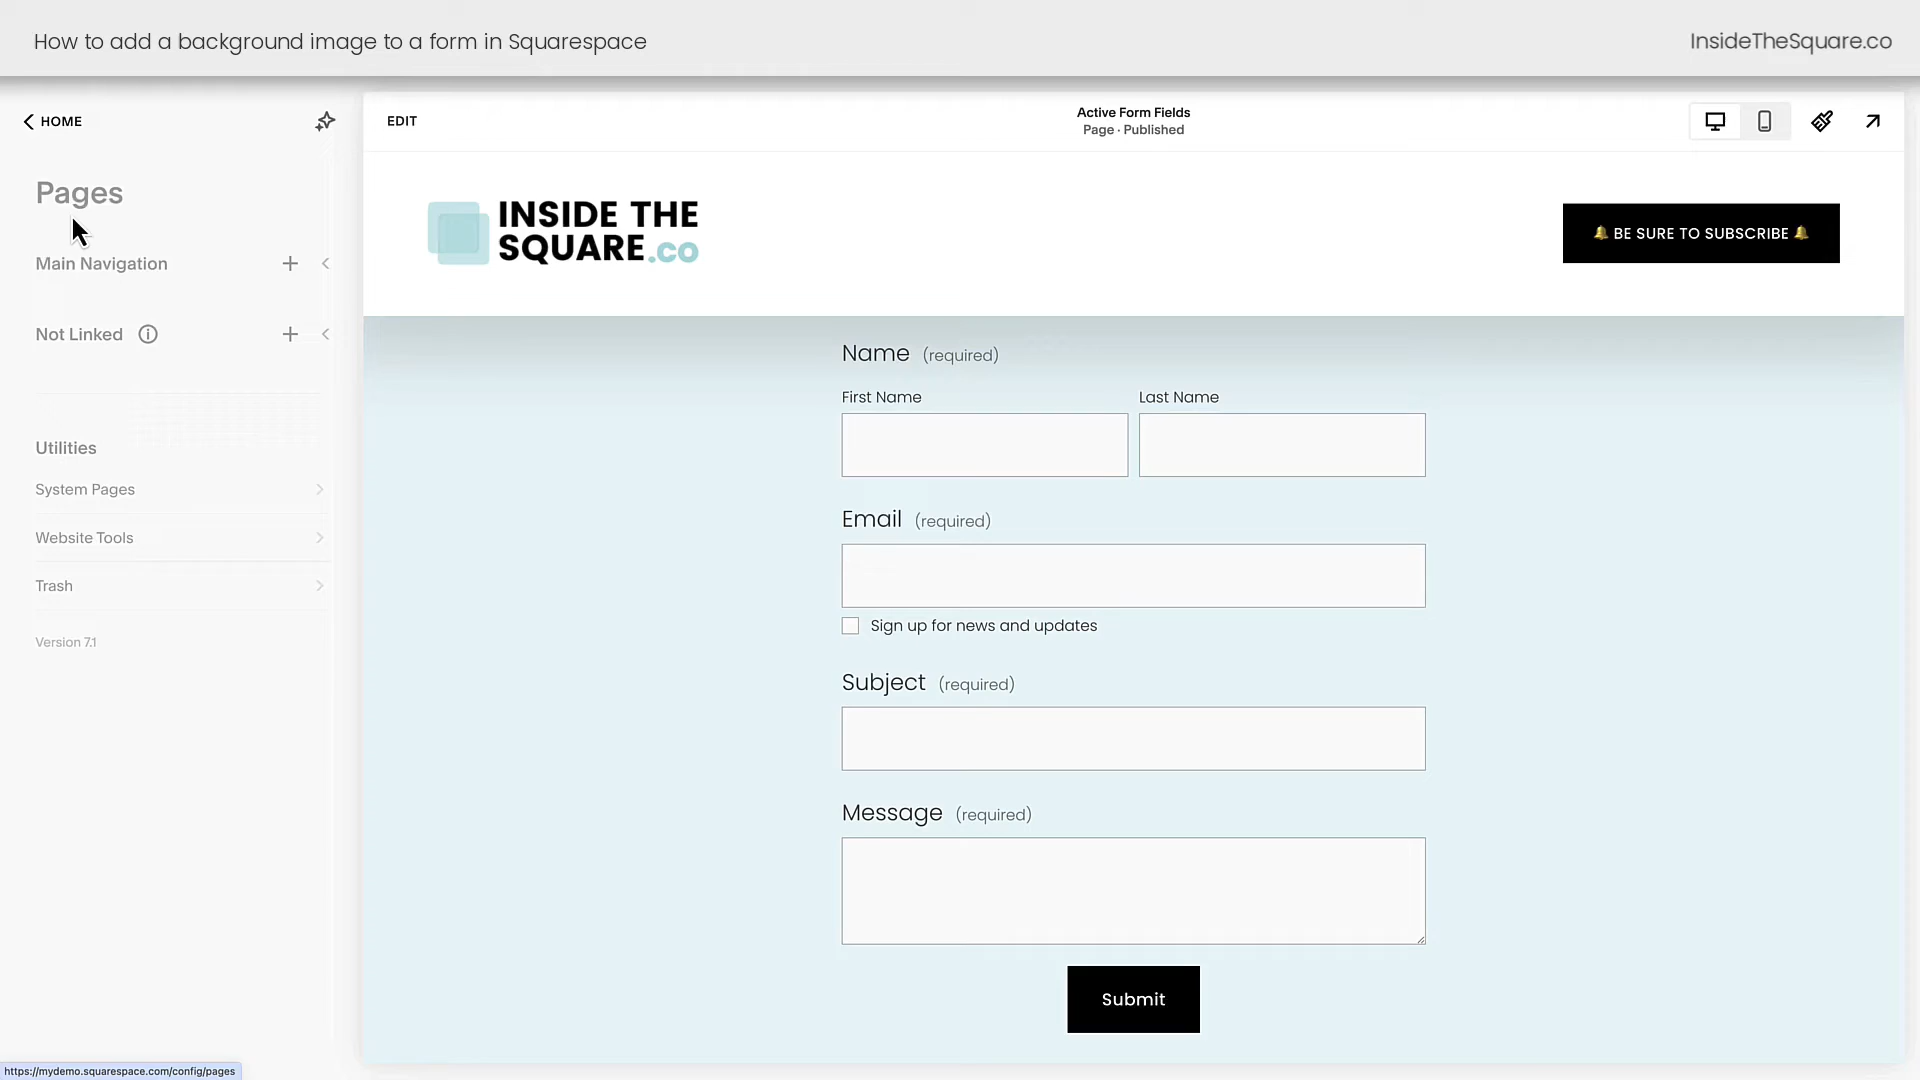 How to add a background image to a form in Squarespace
InsideTheSquare.co
HOME
EDIT
Active Form Fields
Page · Published
Pages
Main Navigation
Not Linked
Utilities
System Pages
Website Tools
Trash
Version 7.1
INSIDE THE
SQUARE.co
🔔 BE SURE TO SUBSCRIBE 🔔
Name (required)
First Name Last Name
Email (required)
Sign up for news and updates
Subject (required)
Message (required)
Submit
https://mydemo.squarespace.com/config/pages